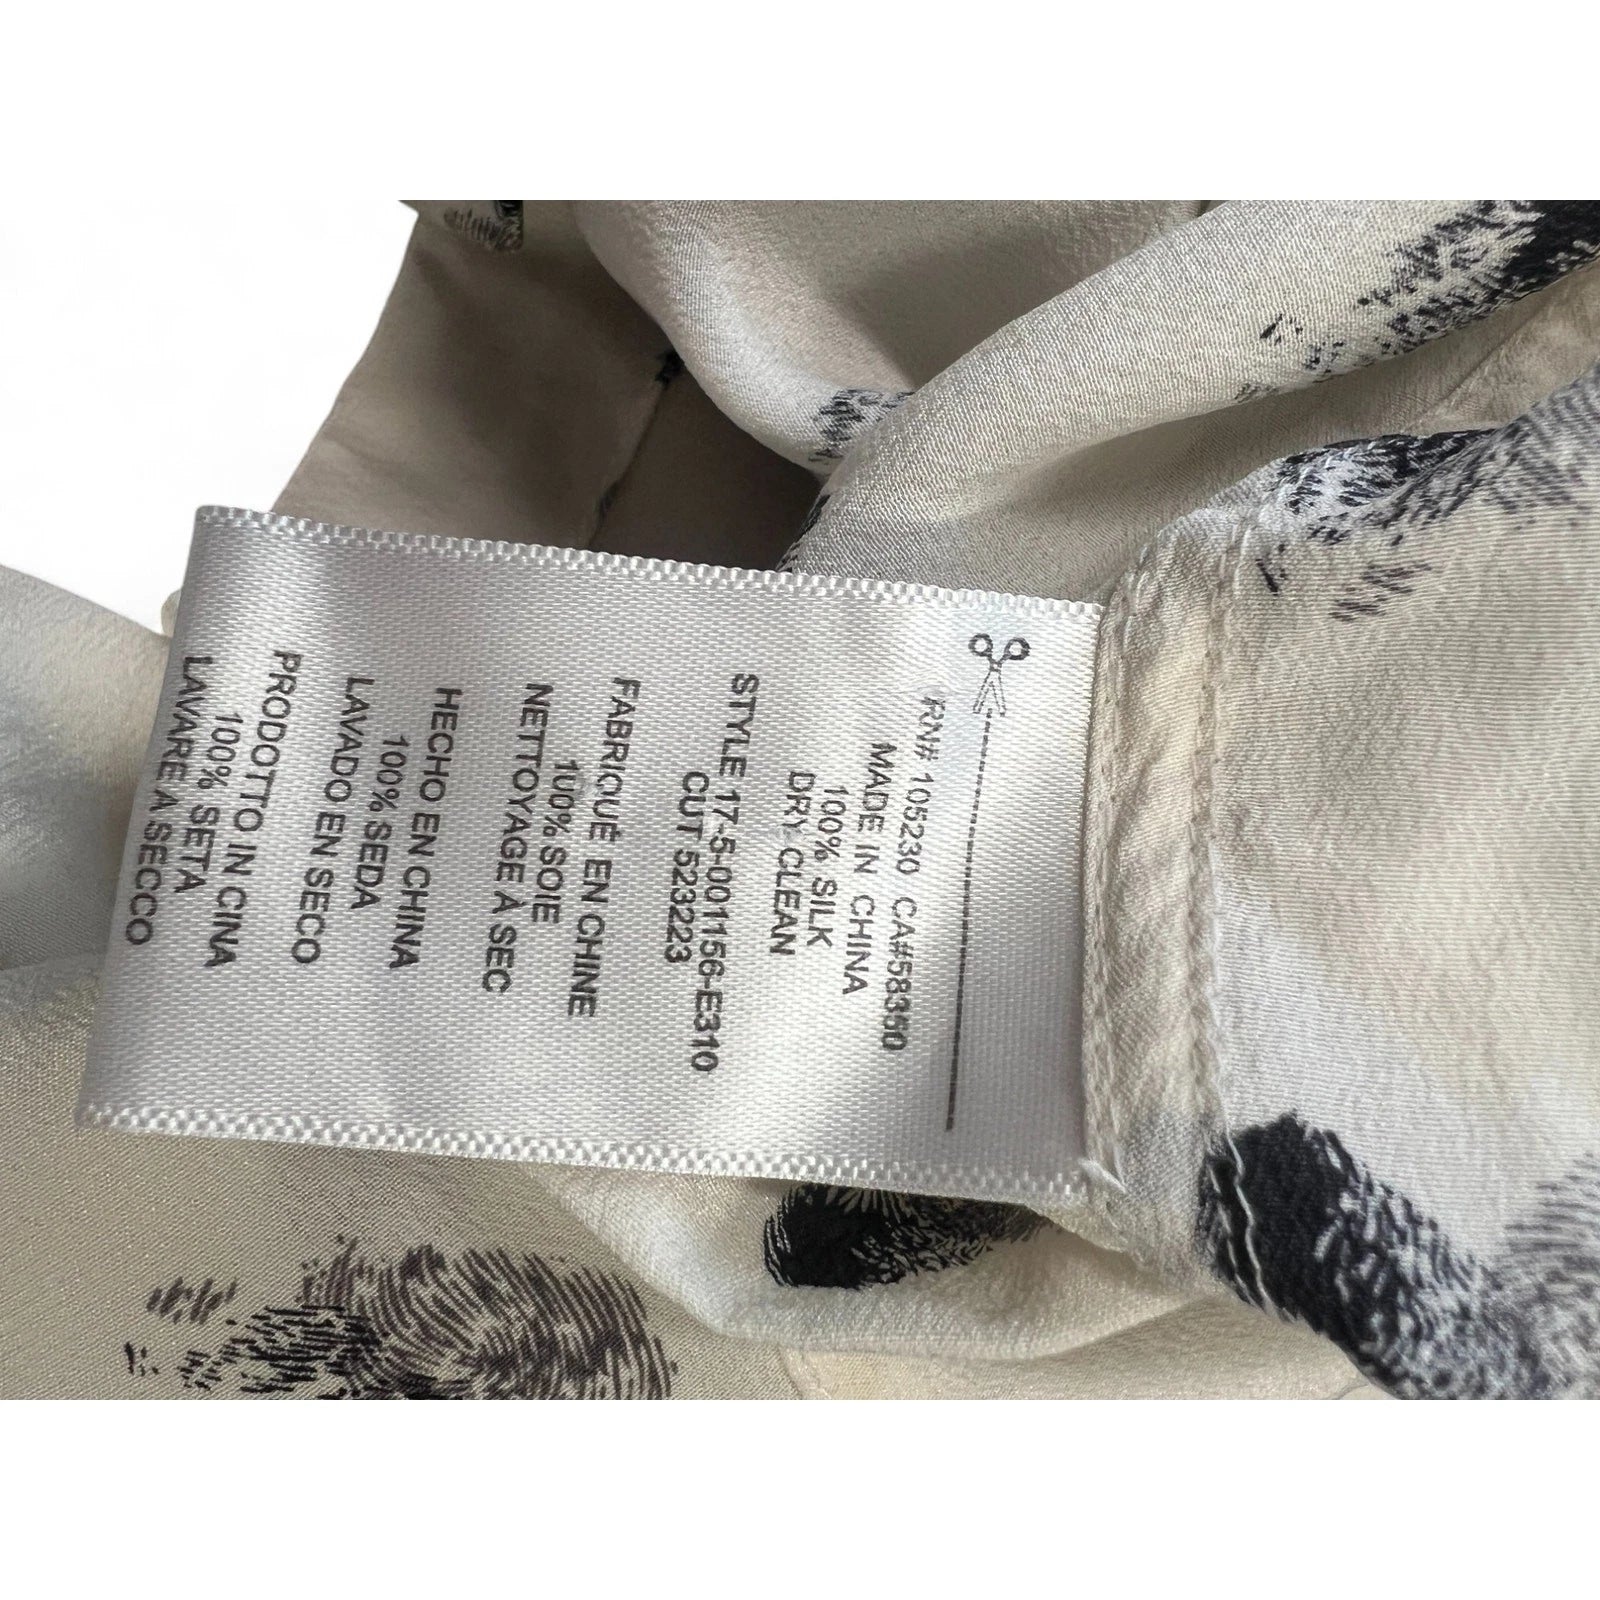 RN# 105230 CA#58350
MADE IN CHINA
100% SILK
DRY CLEAN
STYLE 17-5-001156-E310
CUT 523223
FABRIQUÉ EN CHINE
100% SOIE
NETTOYAGE À SEC
HECHO EN CHINA
100% SEDA
LAVADO EN SECO
PRODOTTO IN CINA
100% SETA
LAVARE A SECCO